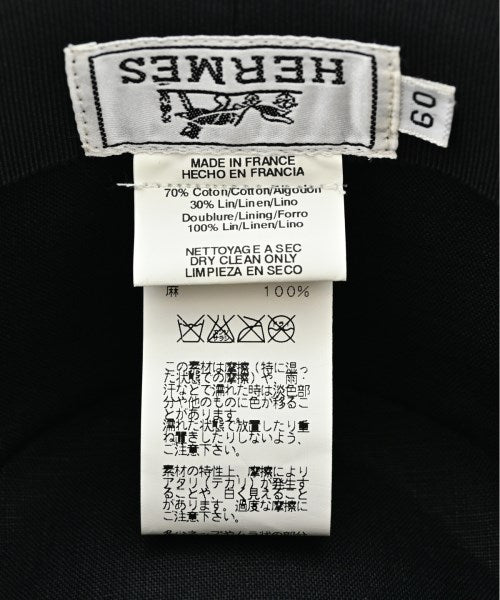 HERMES
60
MADE IN FRANCE
HECHO EN FRANCIA
70% Coton/Cotton/Algodon
30% Lin/Linen/Lino
Doublure/Lining/Forro
100% Lin/Linen/Lino
NETTOYAGE A SEC
DRY CLEAN ONLY
LIMPIEZA EN SECO
麻 100%
この素材は摩擦(特に湿っ
た状態での摩擦)や、雨・
汗などで濡れた時は淡色部
分や他のものに色が移るこ
とがあります。
濡れた状態で放置したり重
ね置きしたりしないよう、
ご注意下さい。
素材の特性上、摩擦により
アタリ(テカリ)が発生す
ることや、白く見えること
があります。過度な摩擦に
ご注意下さい。